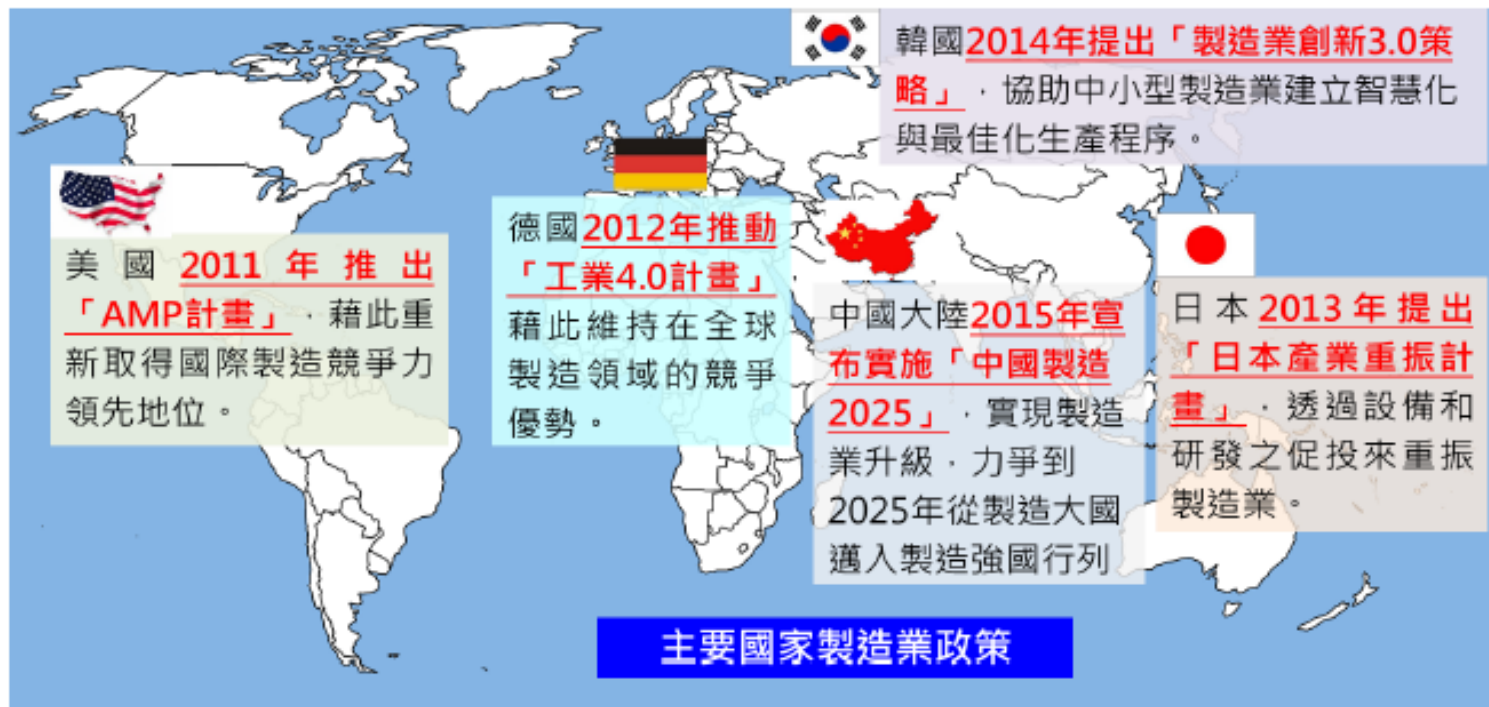 韓國2014年提出「製造業創新3.0策
略」，協助中小型製造業建立智慧化
與最佳化生產程序。
美國2011年推出
「AMP計畫」，藉此重
新取得國際製造競爭力
領先地位。
德國2012年推動
「工業4.0計畫」，
藉此維持在全球
製造領域的競爭
優勢。
中國大陸2015年宣
布實施「中國製造
2025」，實現製造
業升級，力爭到
2025年從製造大國
邁入製造強國行列
日本2013年提出
「日本產業重振計
畫」，透過設備和
研發之促投來重振
製造業。
主要國家製造業政策